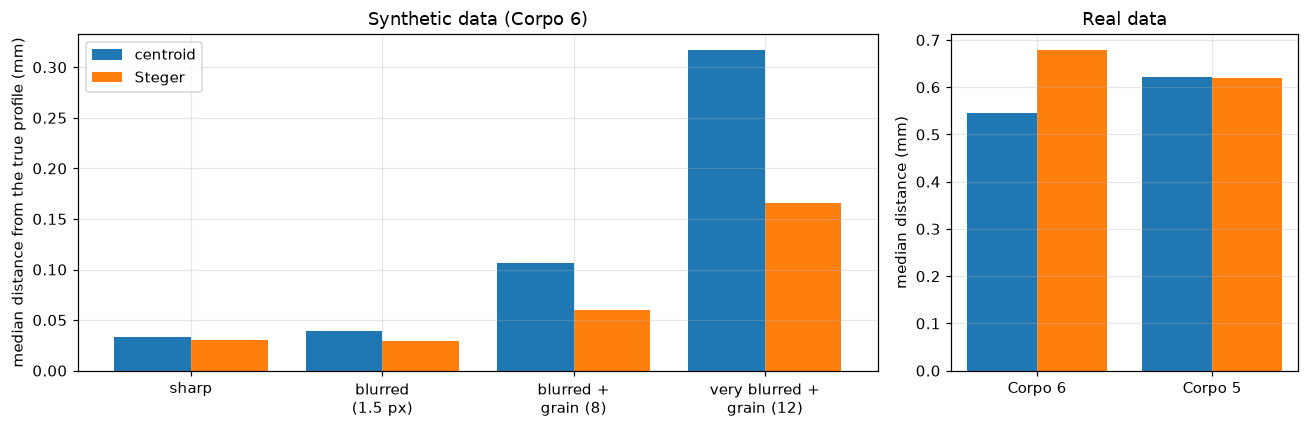 Synthetic data (Corpo 6)
median distance from the true profile (mm)
0.30
0.25
0.20
0.15
0.10
0.05
0.00
centroid
Steger
sharp
blurred
(1.5 px)
blurred +
grain (8)
very blurred +
grain (12)
Real data
median distance (mm)
0.7
0.6
0.5
0.4
0.3
0.2
0.1
0.0
Corpo 6
Corpo 5